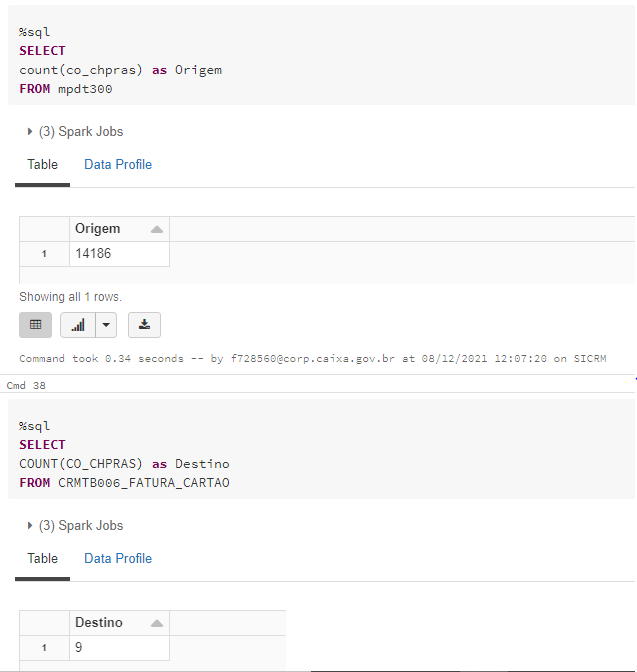 %sql
SELECT
count(co_chpras) as Origem
FROM mpdt300
(3) Spark Jobs
Table Data Profile
Origem
1 14186
Showing all 1 rows.
Command took 0.34 seconds -- by f728560@corp.caixa.gov.br at 08/12/2021 12:07:20 on SICRM
Cmd 38
%sql
SELECT
COUNT(CO_CHPRAS) as Destino
FROM CRMTB006_FATURA_CARTAO
(3) Spark Jobs
Table Data Profile
Destino
1 9